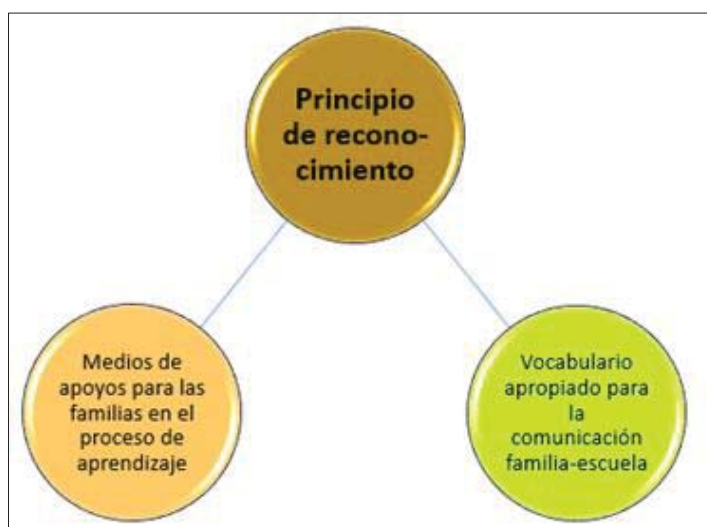 Principio
de recono-
cimiento
Medios de
apoyos para las
familias en el
proceso de
aprendizaje
Vocabulario
apropiado para
la
comunicación
familia-escuela